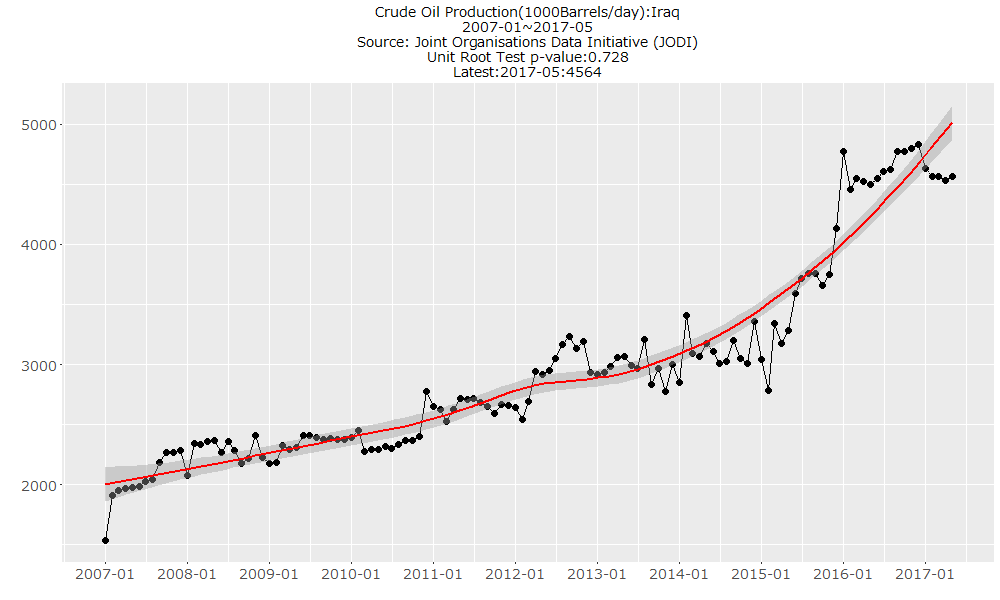 Crude Oil Production(1000Barrels/day):Iraq
2007-01~2017-05
Source: Joint Organisations Data Initiative (JODI)
Unit Root Test p-value:0.728
Latest:2017-05:4564
5000
4000
3000
2000
2007-01 2008-01 2009-01 2010-01 2011-01 2012-01 2013-01 2014-01 2015-01 2016-01 2017-01